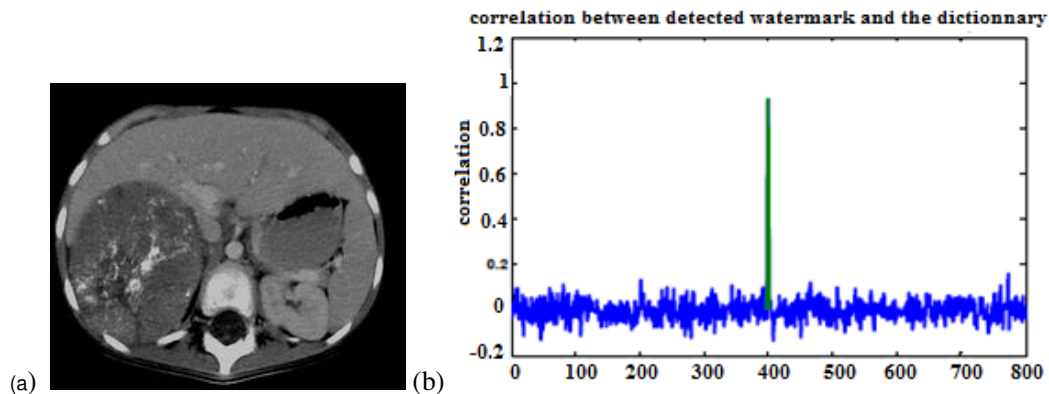 correlation between detected watermark and the dictionnary
1.2
1
0.8
0.6
0.4
0.2
0
-0.2
correlation
0 100 200 300 400 500 600 700 800
(a) (b)